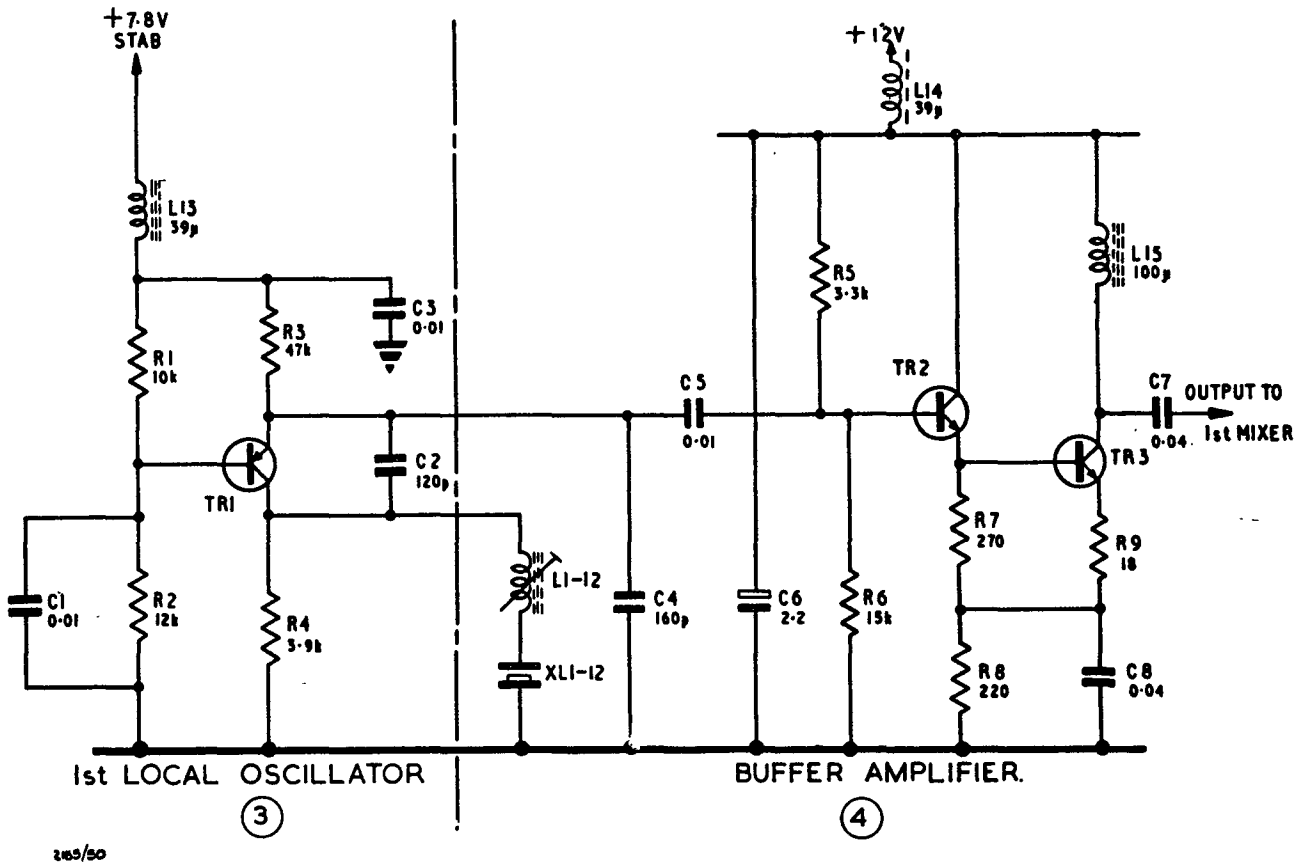 +7·8V
STAB
L13
39µ
R1
10k
R3
47k
C3
0·01
TR1
C2
120p
C1
0·01
R2
12k
R4
3·9k
L1-12
XL1-12
C4
160p
C5
0·01
+12V
L14
39µ
R5
3·3k
L15
100µ
TR2
C7
0·04
OUTPUT TO
1st MIXER
TR3
R7
270
R9
18
C6
2.2
R6
15k
R8
220
C8
0·04
1st LOCAL OSCILLATOR
3
BUFFER AMPLIFIER.
4